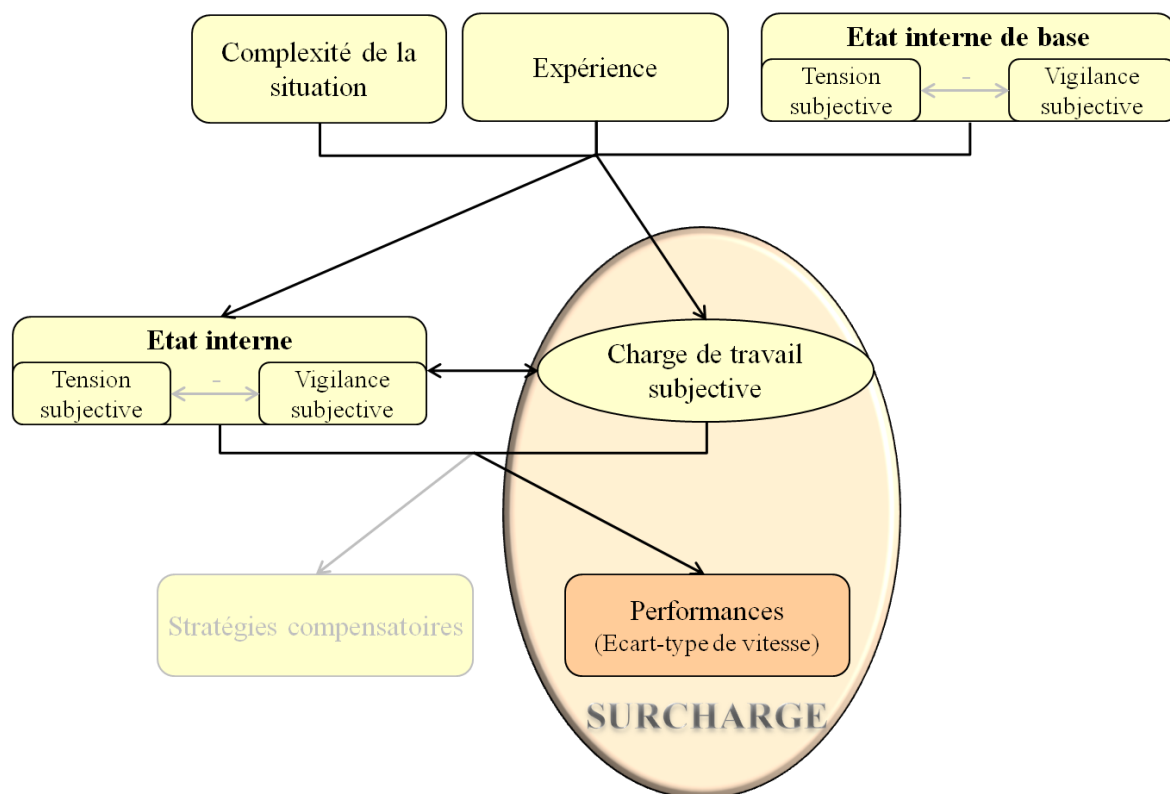 Complexité de la
situation
Expérience
Etat interne de base
Tension
subjective
-
Vigilance
subjective
Etat interne
Tension
subjective
-
Vigilance
subjective
Charge de travail
subjective
Stratégies compensatoires
Performances
(Ecart-type de vitesse)
SURCHARGE